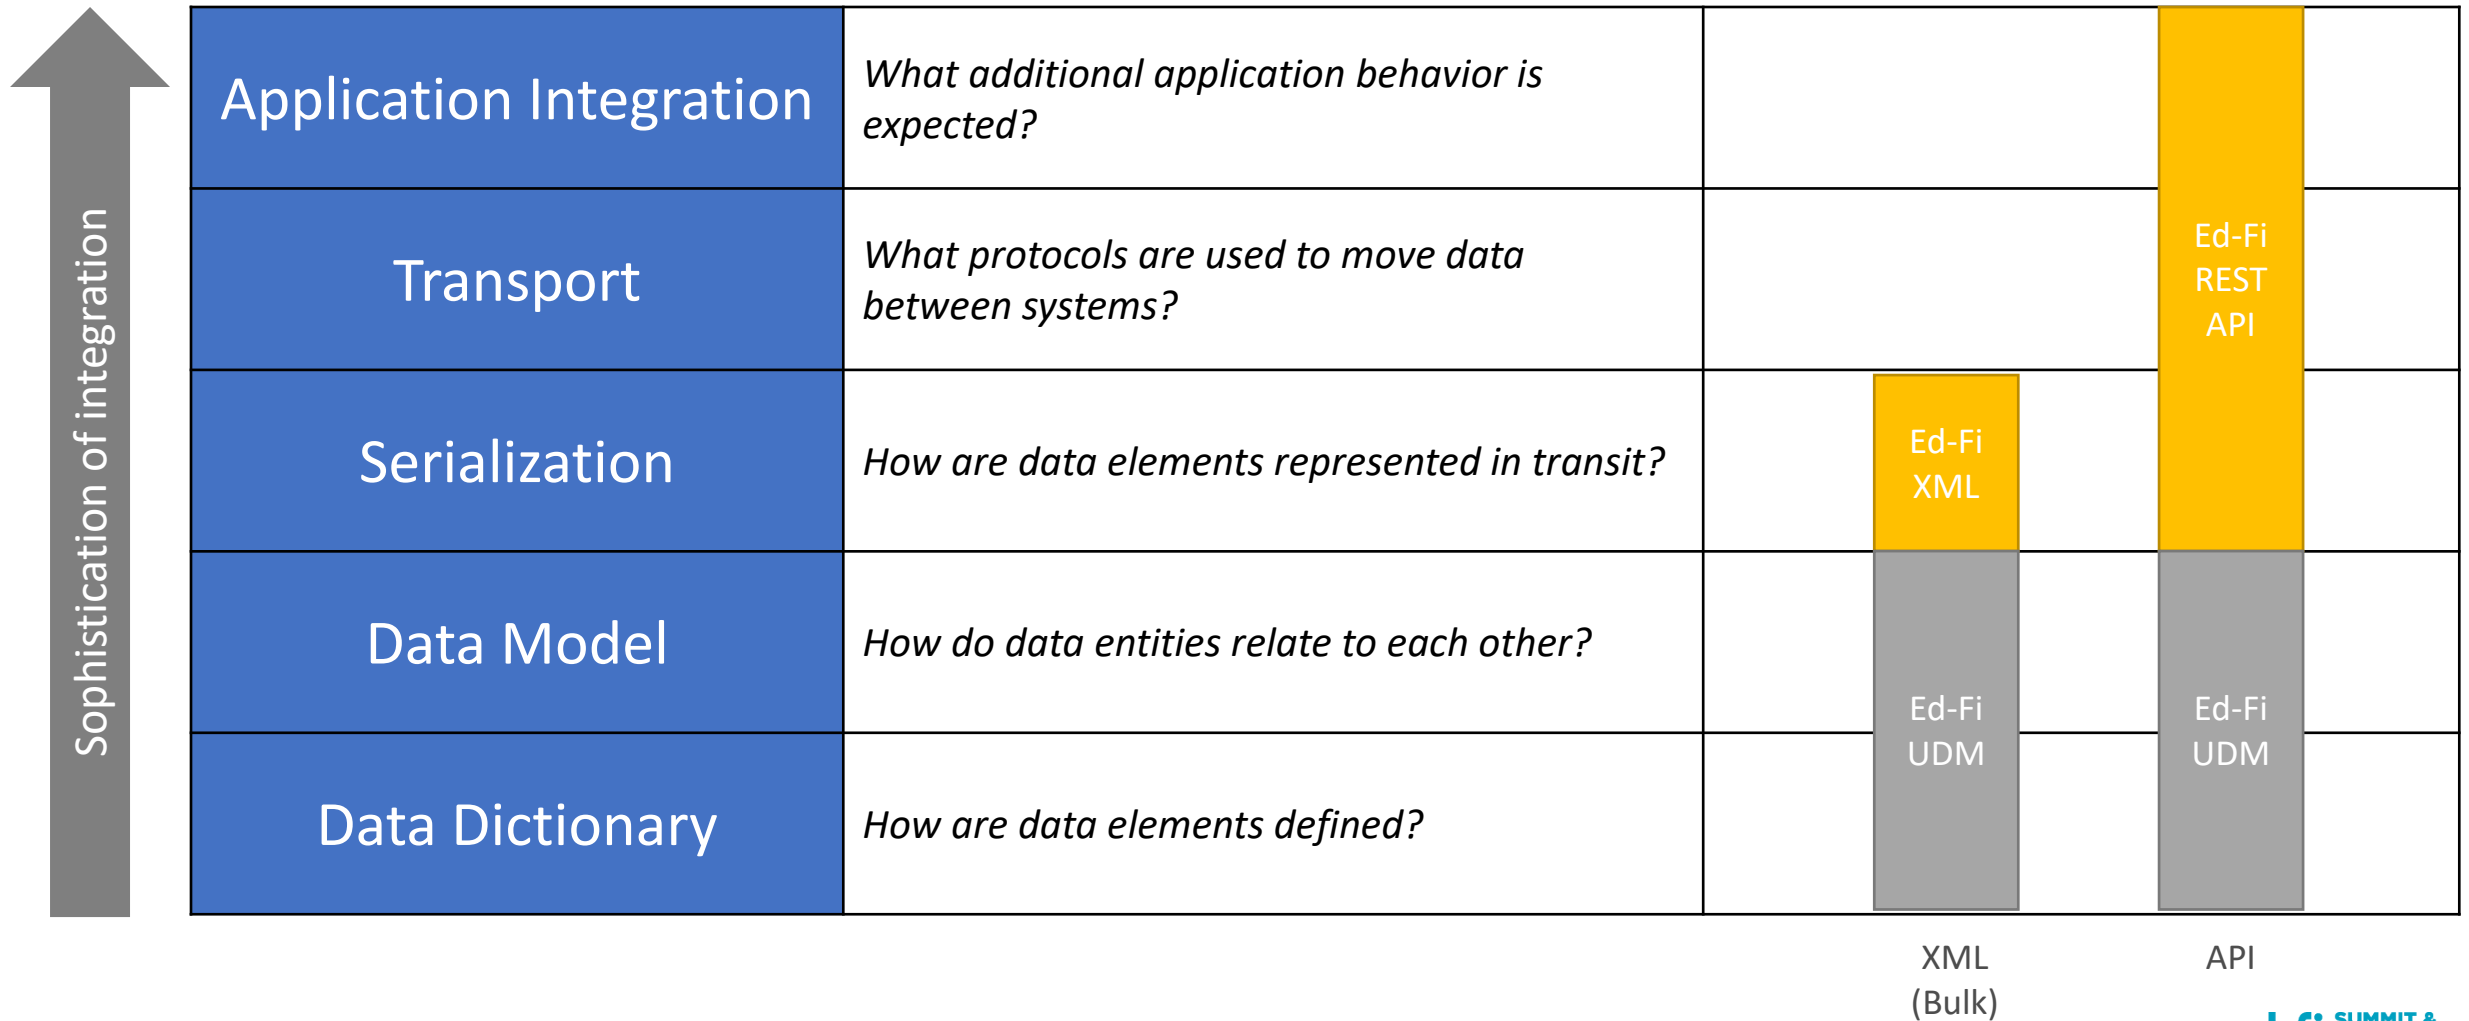 Sophistication of integration
Application Integration
What additional application behavior is
expected?
Transport
What protocols are used to move data
between systems?
Serialization
How are data elements represented in transit?
Data Model
How do data entities relate to each other?
Data Dictionary
How are data elements defined?
Ed-Fi
XML
Ed-Fi
UDM
Ed-Fi
REST
API
Ed-Fi
UDM
XML
(Bulk)
API
SUMMIT &